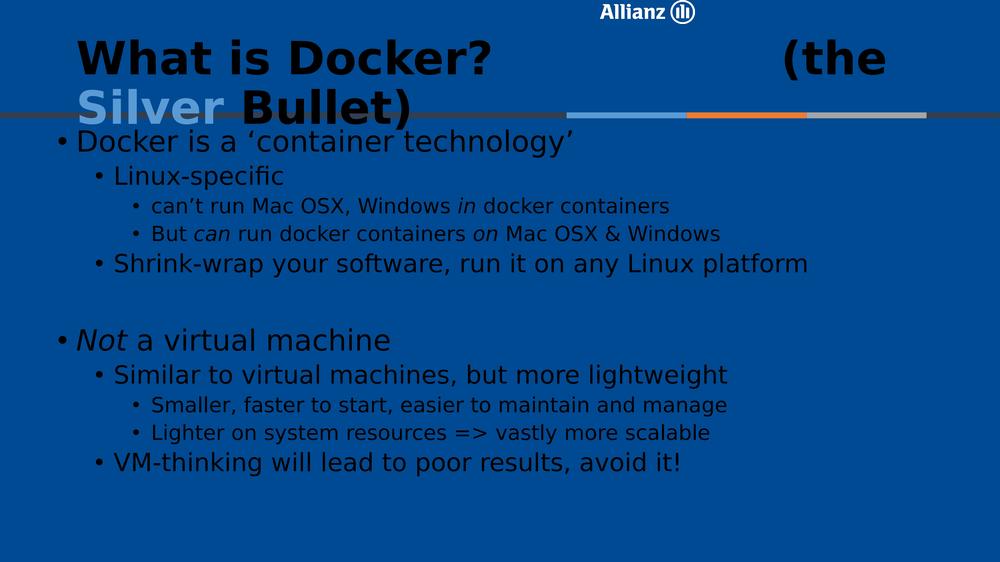 Allianz
What is Docker? (the
Silver Bullet)
• Docker is a ‘container technology’
• Linux-specific
• can’t run Mac OSX, Windows in docker containers
• But can run docker containers on Mac OSX & Windows
• Shrink-wrap your software, run it on any Linux platform
• Not a virtual machine
• Similar to virtual machines, but more lightweight
• Smaller, faster to start, easier to maintain and manage
• Lighter on system resources => vastly more scalable
• VM-thinking will lead to poor results, avoid it!